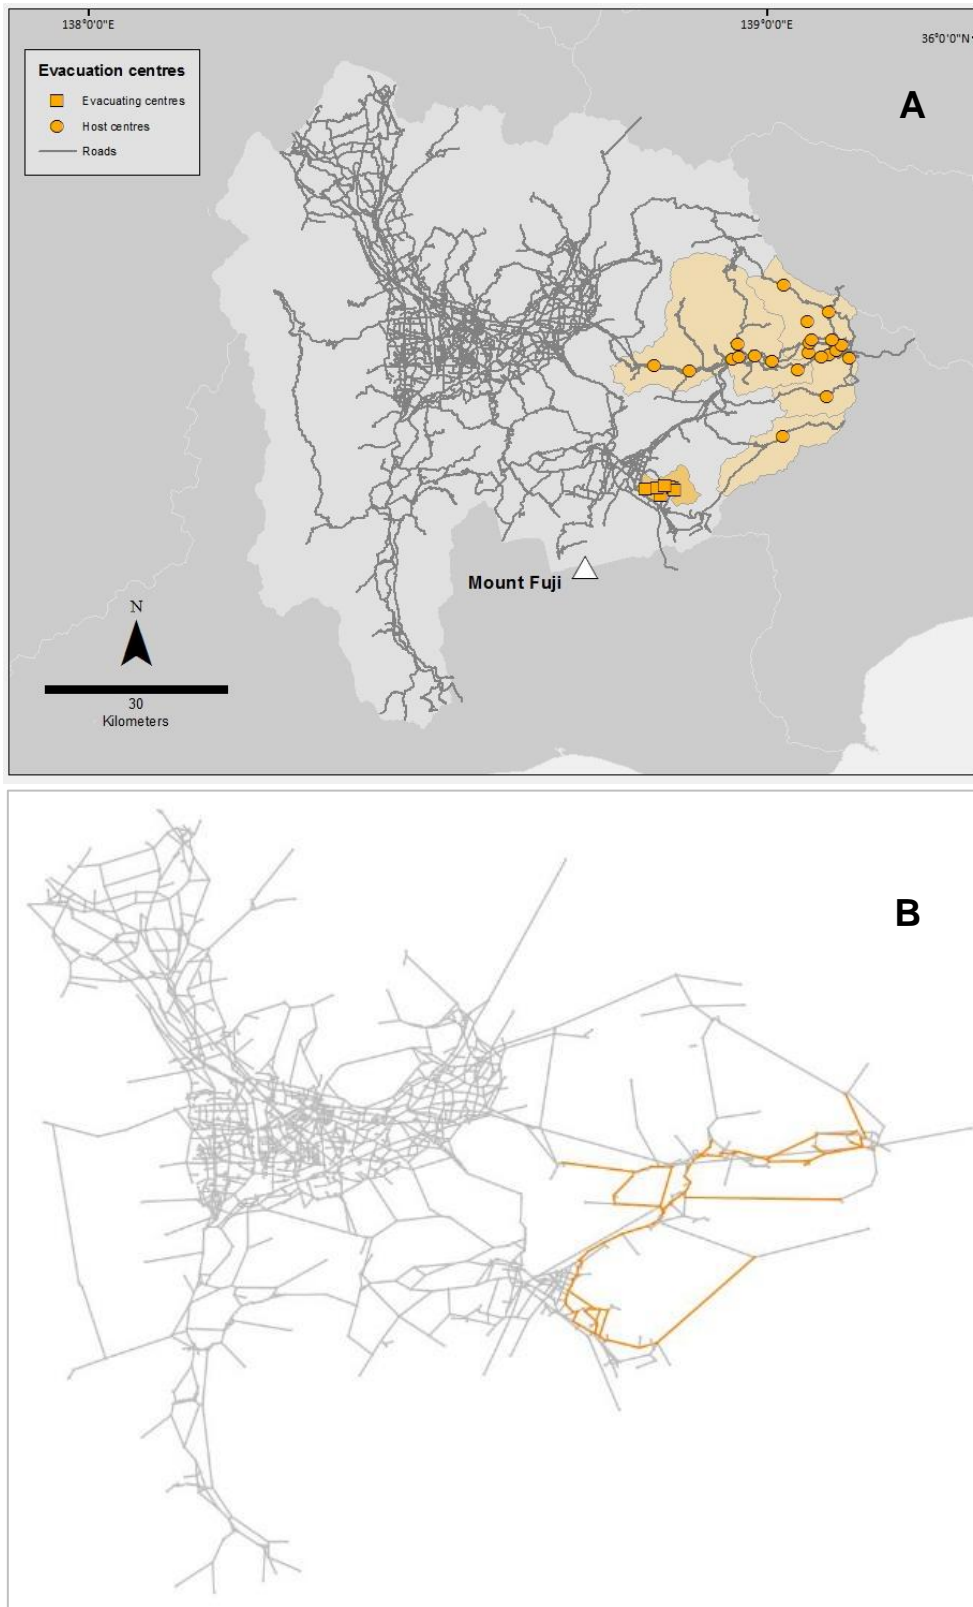 138°0'0"E
139°0'0"E
36°0'0"N
Evacuation centres
Evacuating centres
Host centres
Roads
A
Mount Fuji
N
30
Kilometers
B